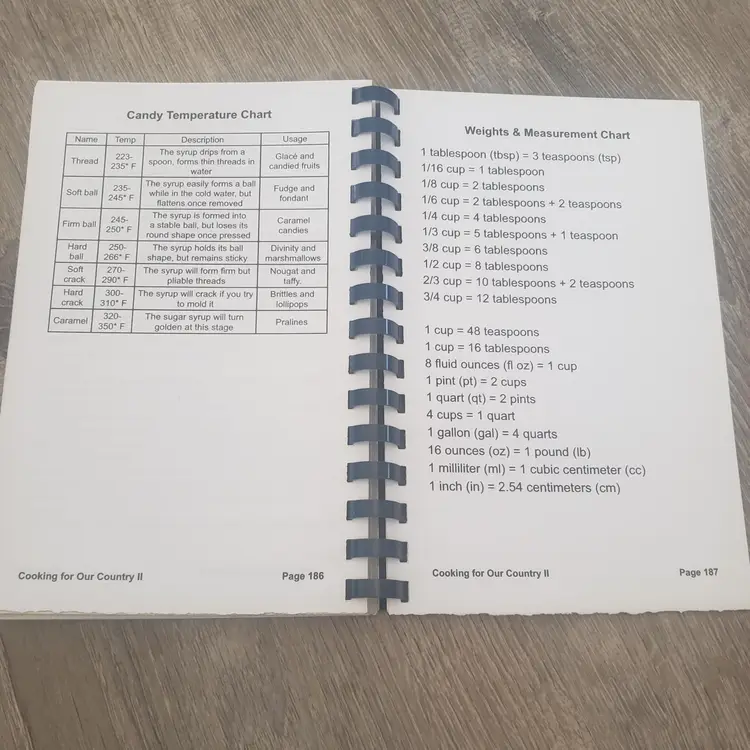 Candy Temperature Chart
Name Temp Description Usage
Thread 223-235* F The syrup drips from a spoon, forms thin threads in water Glacé and candied fruits
Soft ball 235-245* F The syrup easily forms a ball while in the cold water, but flattens once removed Fudge and fondant
Firm ball 245-250* F The syrup is formed into a stable ball, but loses its round shape once pressed Caramel candies
Hard ball 250-266* F The syrup holds its ball shape, but remains sticky Divinity and marshmallows
Soft crack 270-290* F The syrup will form firm but pliable threads Nougat and taffy.
Hard crack 300-310* F The syrup will crack if you try to mold it Brittles and lollipops
Caramel 320-350* F The sugar syrup will turn golden at this stage Pralines
Cooking for Our Country II Page 186
Weights & Measurement Chart
1 tablespoon (tbsp) = 3 teaspoons (tsp)
1/16 cup = 1 tablespoon
1/8 cup = 2 tablespoons
1/6 cup = 2 tablespoons + 2 teaspoons
1/4 cup = 4 tablespoons
1/3 cup = 5 tablespoons + 1 teaspoon
3/8 cup = 6 tablespoons
1/2 cup = 8 tablespoons
2/3 cup = 10 tablespoons + 2 teaspoons
3/4 cup = 12 tablespoons
1 cup = 48 teaspoons
1 cup = 16 tablespoons
8 fluid ounces (fl oz) = 1 cup
1 pint (pt) = 2 cups
1 quart (qt) = 2 pints
4 cups = 1 quart
1 gallon (gal) = 4 quarts
16 ounces (oz) = 1 pound (lb)
1 milliliter (ml) = 1 cubic centimeter (cc)
1 inch (in) = 2.54 centimeters (cm)
Cooking for Our Country II Page 187